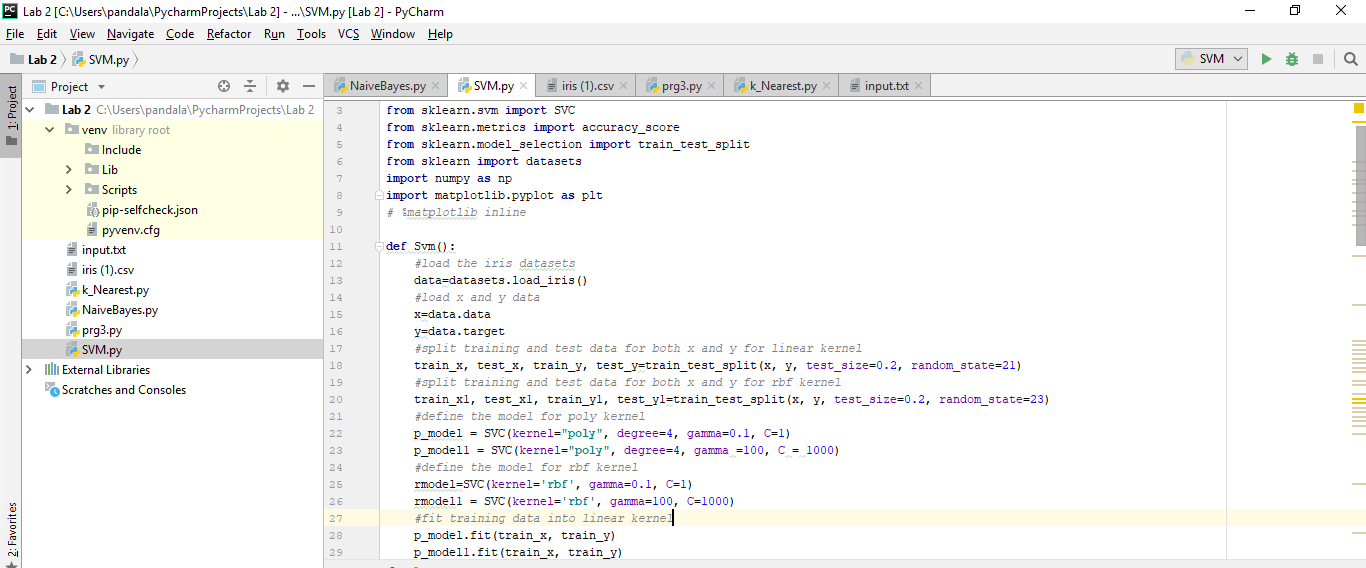 Lab 2 [C:\Users\pandala\PycharmProjects\Lab 2] - ...\SVM.py [Lab 2] - PyCharm
File Edit View Navigate Code Refactor Run Tools VCS Window Help
Lab 2 SVM.py SVM
1: Project
2: Favorites
Project
Lab 2 C:\Users\pandala\PycharmProjects\Lab 2
venv library root
Include
Lib
Scripts
pip-selfcheck.json
pyvenv.cfg
input.txt
iris (1).csv
k_Nearest.py
NaiveBayes.py
prg3.py
SVM.py
External Libraries
Scratches and Consoles
NaiveBayes.py SVM.py iris (1).csv prg3.py k_Nearest.py input.txt
3 from sklearn.svm import SVC
4 from sklearn.metrics import accuracy_score
5 from sklearn.model_selection import train_test_split
6 from sklearn import datasets
7 import numpy as np
8 import matplotlib.pyplot as plt
9 # %matplotlib inline
10
11 def Svm():
12 #load the iris datasets
13 data=datasets.load_iris()
14 #load x and y data
15 x=data.data
16 y=data.target
17 #split training and test data for both x and y for linear kernel
18 train_x, test_x, train_y, test_y=train_test_split(x, y, test_size=0.2, random_state=21)
19 #split training and test data for both x and y for rbf kernel
20 train_x1, test_x1, train_y1, test_y1=train_test_split(x, y, test_size=0.2, random_state=23)
21 #define the model for poly kernel
22 p_model = SVC(kernel="poly", degree=4, gamma=0.1, C=1)
23 p_model1 = SVC(kernel="poly", degree=4, gamma =100, C = 1000)
24 #define the model for rbf kernel
25 rmodel=SVC(kernel='rbf', gamma=0.1, C=1)
26 rmodel1 = SVC(kernel='rbf', gamma=100, C=1000)
27 #fit training data into linear kernel
28 p_model.fit(train_x, train_y)
29 p_model1.fit(train_x, train_y)